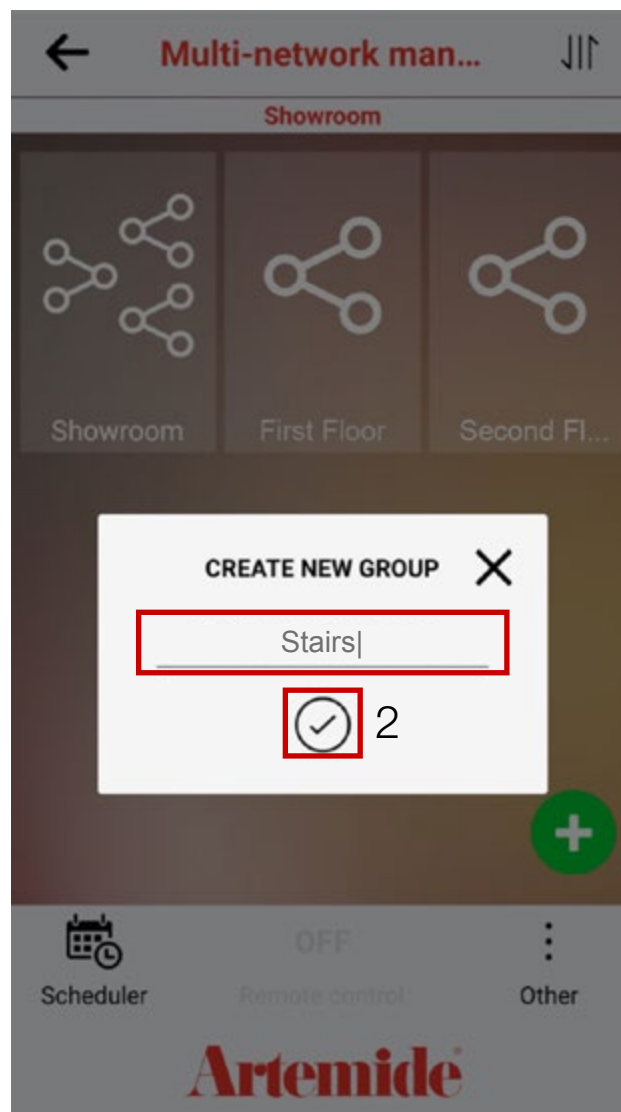 Multi-network man...
Showroom
Showroom First Floor Second Fl...
CREATE NEW GROUP
Stairs|
2
OFF
Scheduler Remote control Other
Artemide